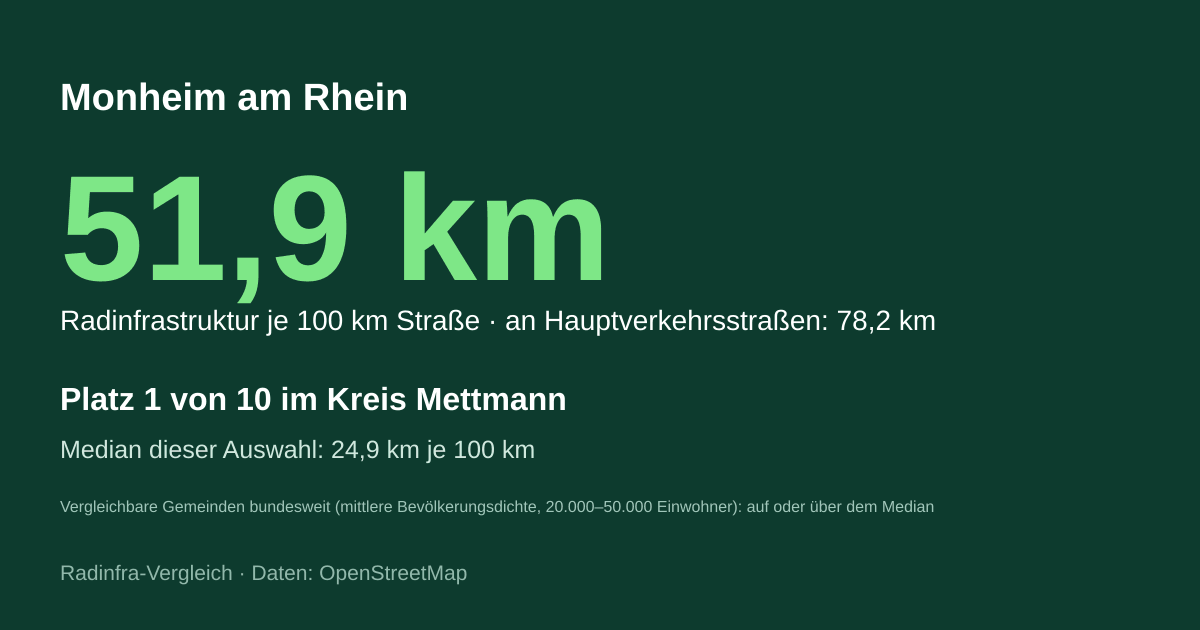 Monheim am Rhein
51,9 km
Radinfrastruktur je 100 km Straße · an Hauptverkehrsstraßen: 78,2 km
Platz 1 von 10 im Kreis Mettmann
Median dieser Auswahl: 24,9 km je 100 km
Vergleichbare Gemeinden bundesweit (mittlere Bevölkerungsdichte, 20.000–50.000 Einwohner): auf oder über dem Median
Radinfra-Vergleich · Daten: OpenStreetMap